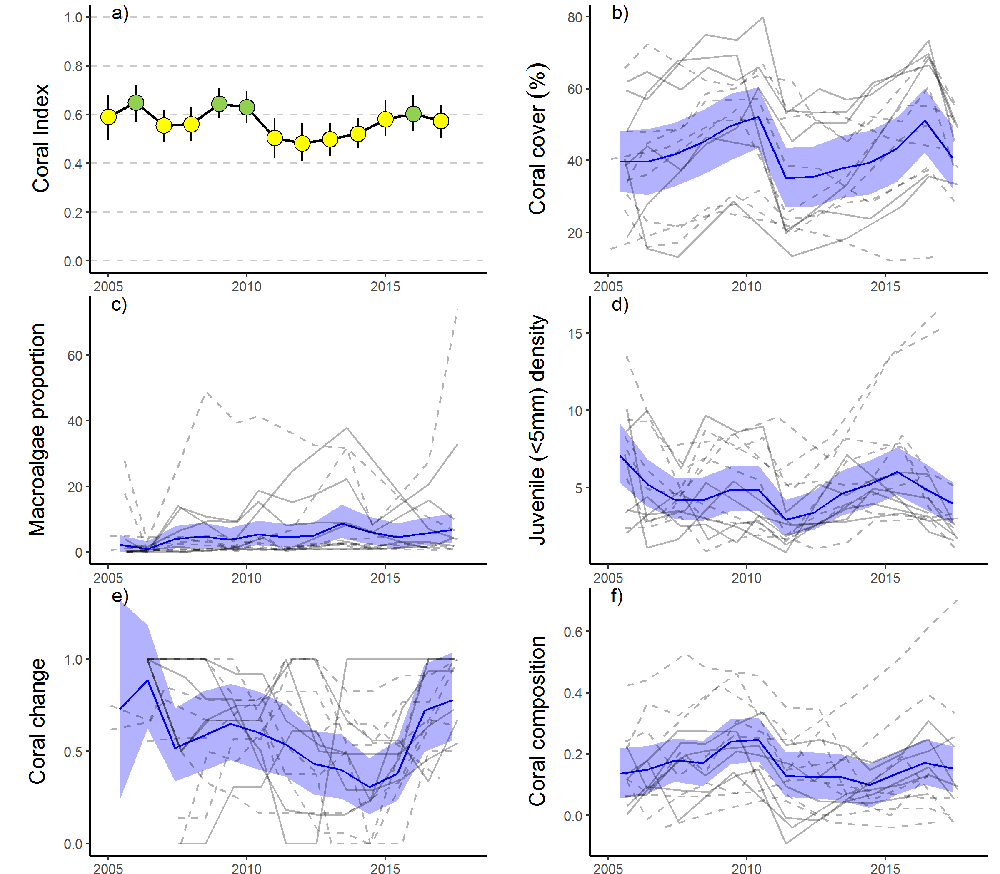 a)
Coral Index
1.0
0.8
0.6
0.4
0.2
0.0
2005 2010 2015
b)
Coral cover (%)
80
60
40
20
2005 2010 2015
c)
Macroalgae proportion
60
40
20
0
2005 2010 2015
d)
Juvenile (<5mm) density
15
10
5
2005 2010 2015
e)
Coral change
1.0
0.5
0.0
2005 2010 2015
f)
Coral composition
0.6
0.4
0.2
0.0
2005 2010 2015